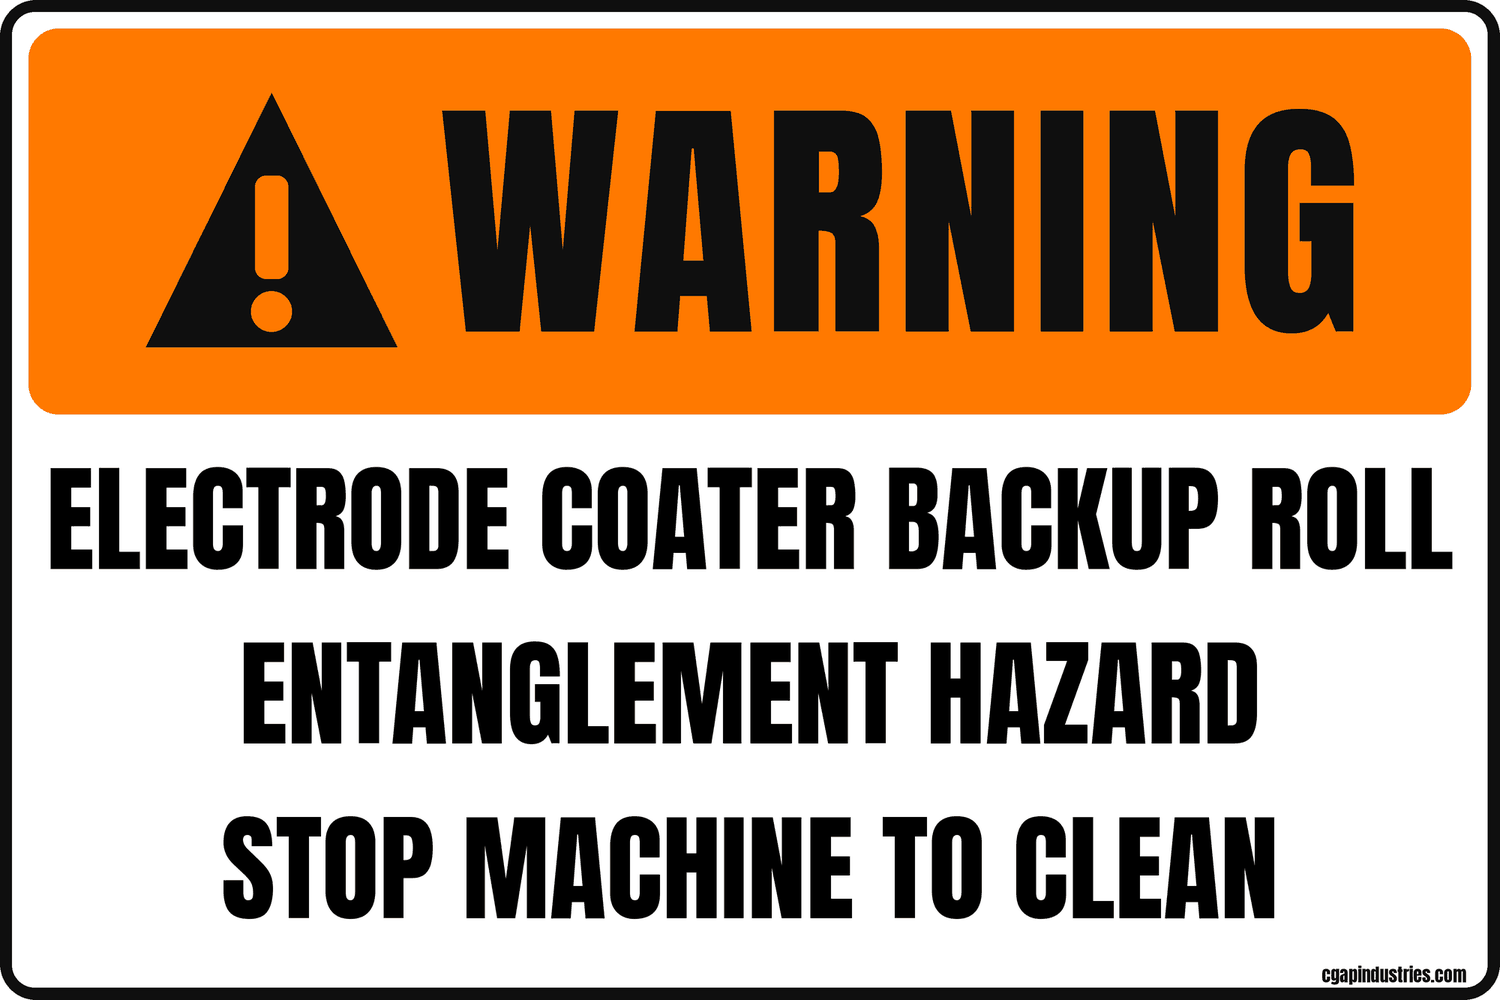 WARNING
ELECTRODE COATER BACKUP ROLL
ENTANGLEMENT HAZARD
STOP MACHINE TO CLEAN
cgapindustries.com